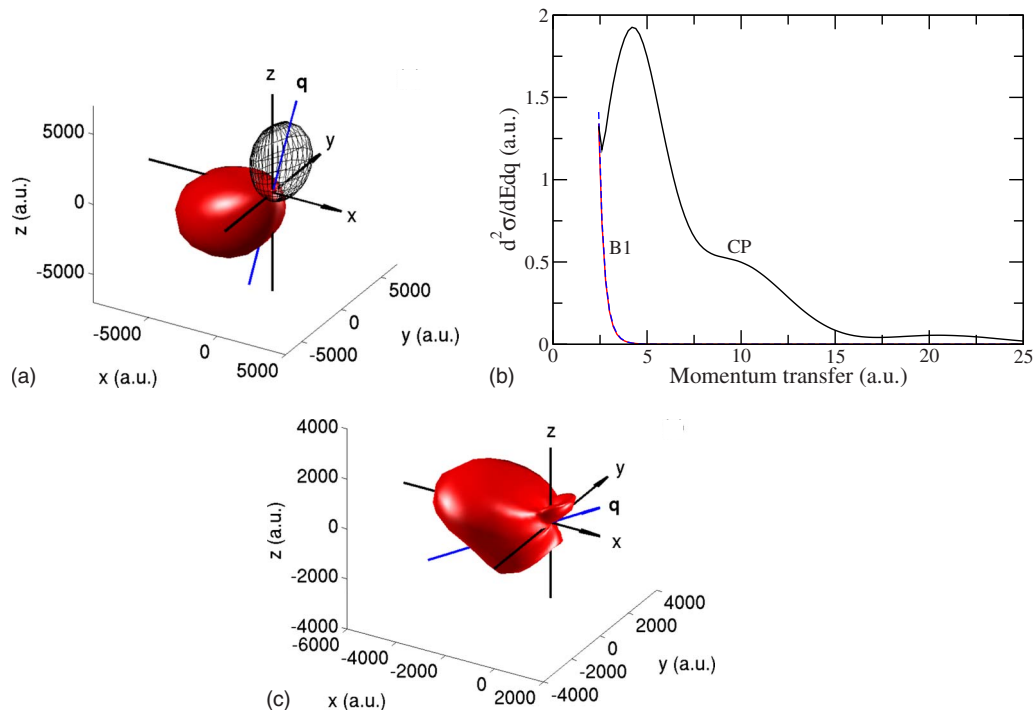 z
q
y
x
5000
0
-5000
z (a.u.)
-5000
0
5000
x (a.u.)
5000
0
-5000
y (a.u.)
(a)
2
1.5
1
0.5
0
d²σ/dEdq (a.u.)
B1
CP
0
5
10
15
20
25
Momentum transfer (a.u.)
(b)
4000
2000
0
-2000
-4000
z (a.u.)
z
y
q
x
-6000
-4000
-2000
0
2000
x (a.u.)
4000
2000
0
-2000
-4000
y (a.u.)
(c)